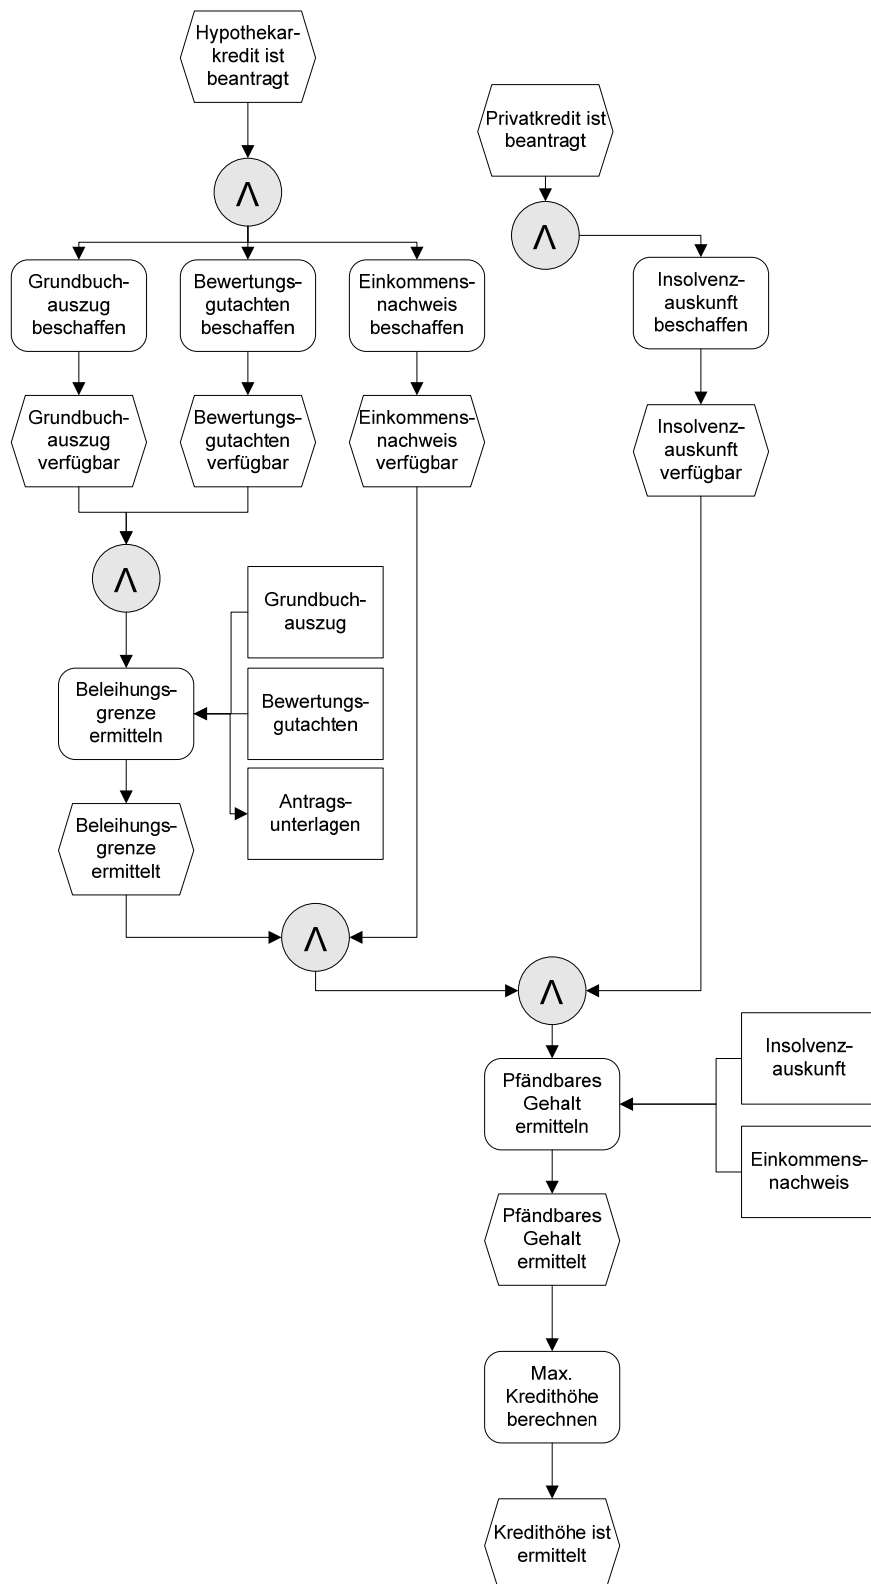 Hypothekar-
kredit ist
beantragt
Privatkredit ist
beantragt
Λ
Λ
Grundbuch-
auszug
beschaffen
Bewertungs-
gutachten
beschaffen
Einkommens-
nachweis
beschaffen
Insolvenz-
auskunft
beschaffen
Grundbuch-
auszug
verfügbar
Bewertungs-
gutachten
verfügbar
Einkommens-
nachweis
verfügbar
Insolvenz-
auskunft
verfügbar
Λ
Grundbuch-
auszug
Beleihungs-
grenze
ermitteln
Bewertungs-
gutachten
Antrags-
unterlagen
Beleihungs-
grenze
ermittelt
Λ
Λ
Insolvenz-
auskunft
Pfändbares
Gehalt
ermitteln
Einkommens-
nachweis
Pfändbares
Gehalt
ermittelt
Max.
Kredithöhe
berechnen
Kredithöhe ist
ermittelt